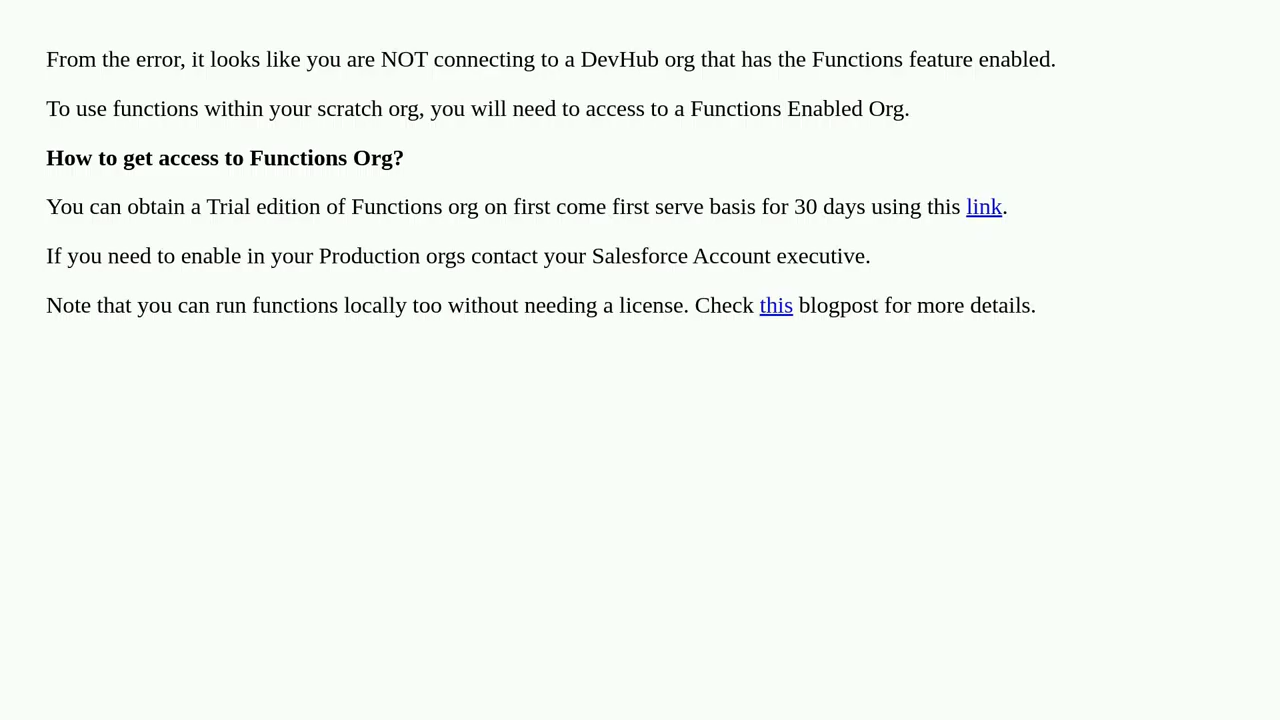 From the error, it looks like you are NOT connecting to a DevHub org that has the Functions feature enabled.
To use functions within your scratch org, you will need to access to a Functions Enabled Org.
How to get access to Functions Org?
You can obtain a Trial edition of Functions org on first come first serve basis for 30 days using this link.
If you need to enable in your Production orgs contact your Salesforce Account executive.
Note that you can run functions locally too without needing a license. Check this blogpost for more details.